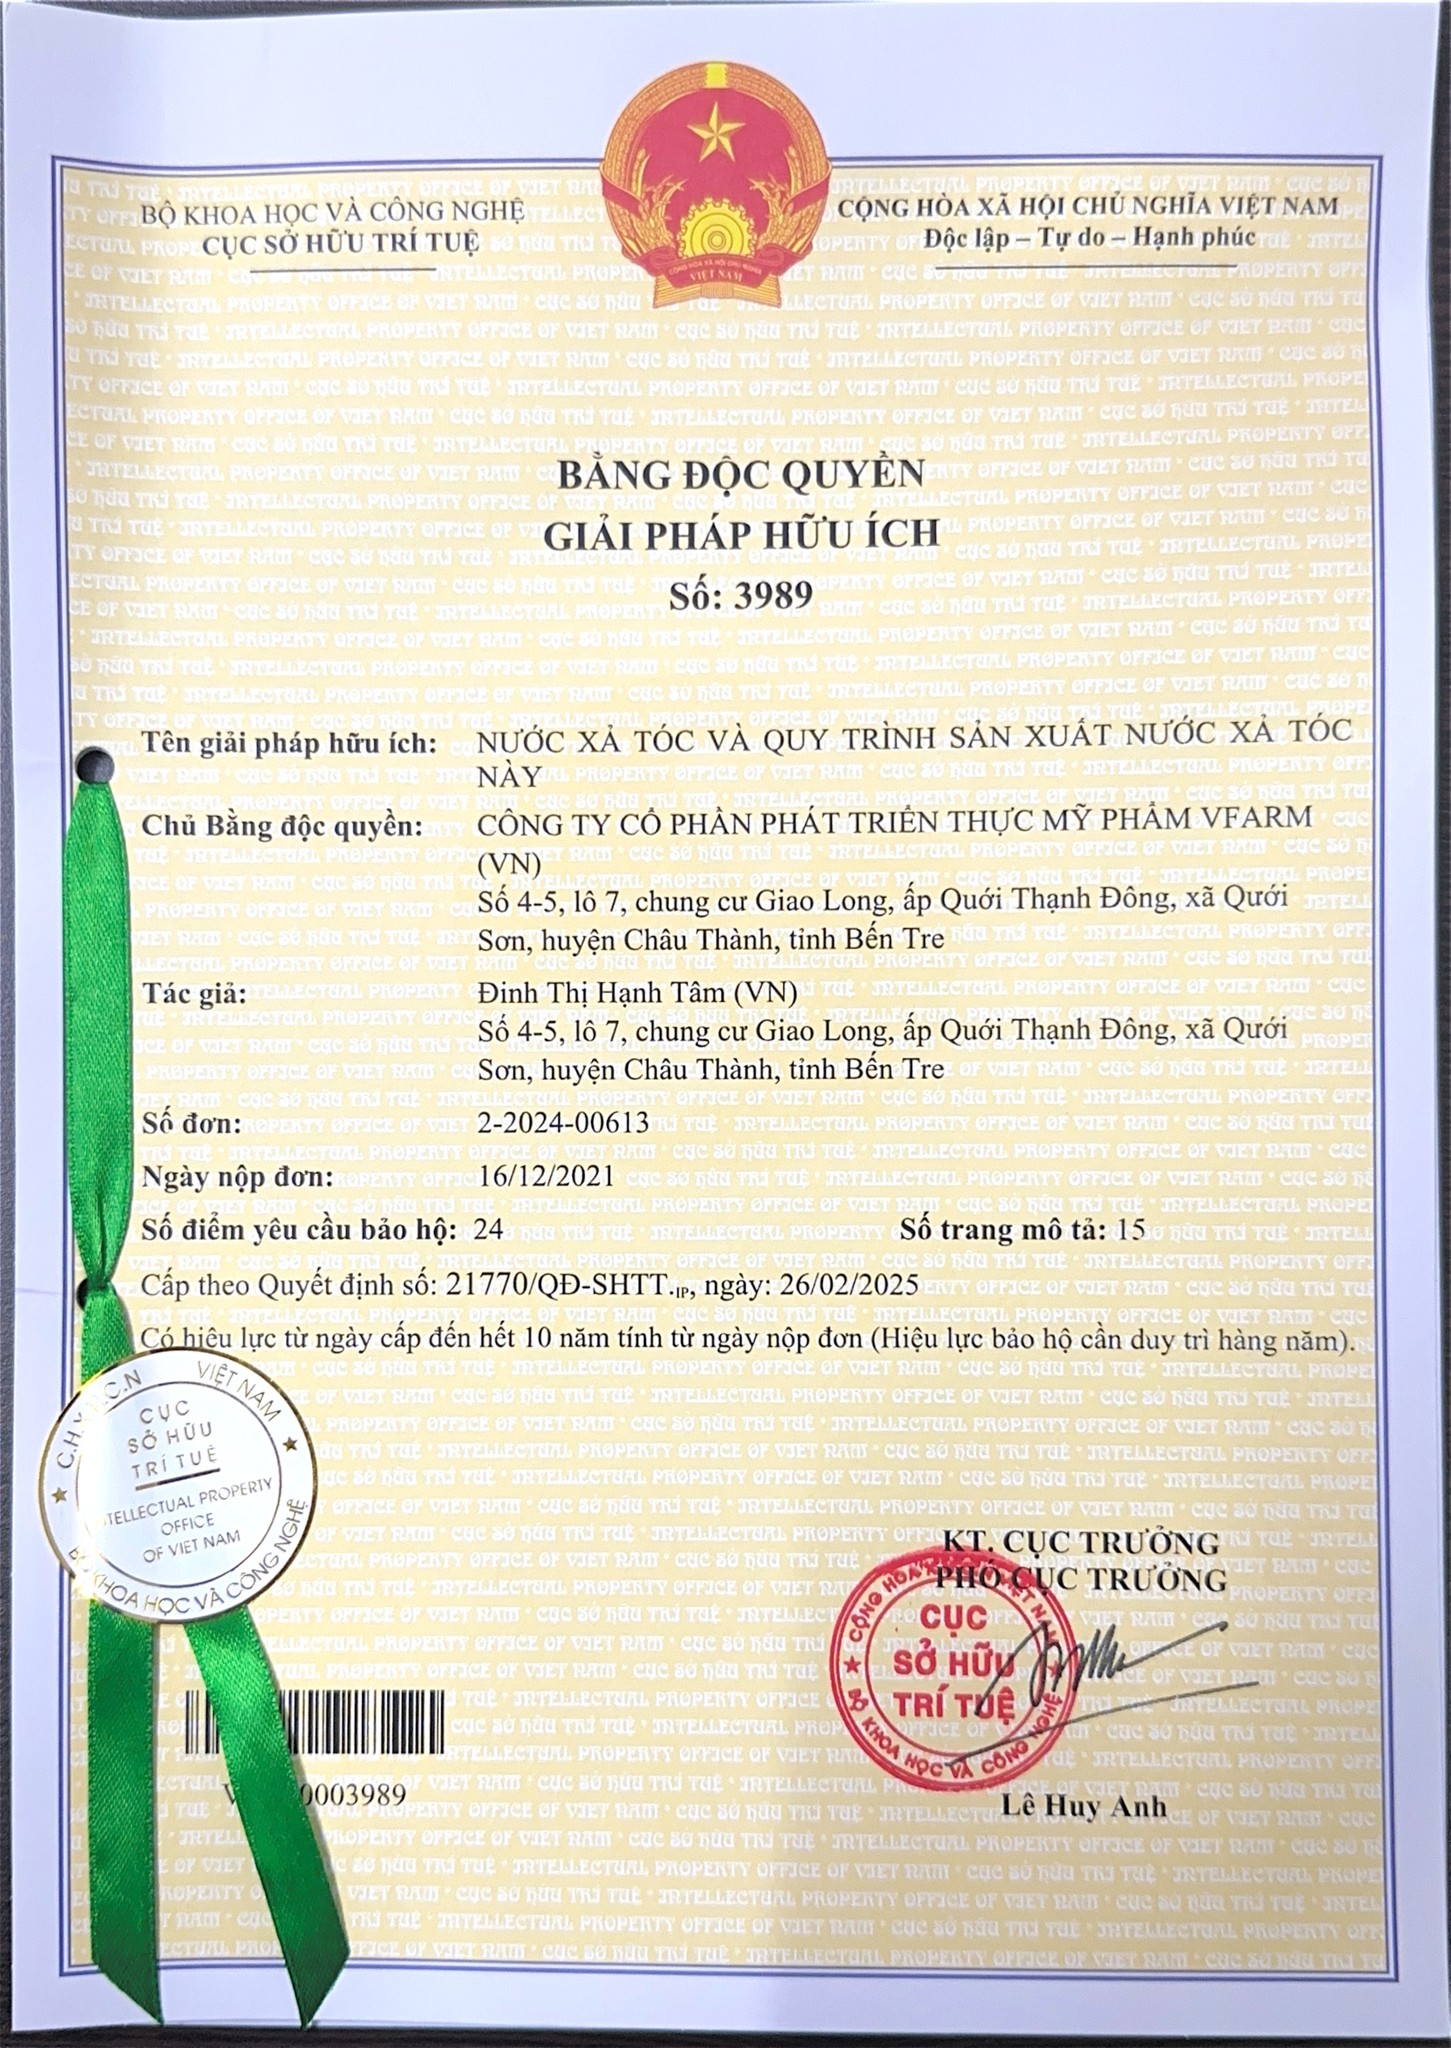 BỘ KHOA HỌC VÀ CÔNG NGHỆ
CỤC SỞ HỮU TRÍ TUỆ
CỘNG HÒA XÃ HỘI CHỦ NGHĨA VIỆT NAM
Độc lập – Tự do – Hạnh phúc
CỘNG HÒA XÃ HỘI CHỦ NGHĨA
VIỆT NAM
BẰNG ĐỘC QUYỀN
GIẢI PHÁP HỮU ÍCH
Số: 3989
Tên giải pháp hữu ích: NƯỚC XẢ TÓC VÀ QUY TRÌNH SẢN XUẤT NƯỚC XẢ TÓC
NÀY
Chủ Bằng độc quyền: CÔNG TY CỔ PHẦN PHÁT TRIỂN THỰC MỸ PHẨM VFARM
(VN)
Số 4-5, lô 7, chung cư Giao Long, ấp Quới Thạnh Đông, xã Qưới
Sơn, huyện Châu Thành, tỉnh Bến Tre
Tác giả: Đinh Thị Hạnh Tâm (VN)
Số 4-5, lô 7, chung cư Giao Long, ấp Quới Thạnh Đông, xã Qưới
Sơn, huyện Châu Thành, tỉnh Bến Tre
Số đơn: 2-2024-00613
Ngày nộp đơn: 16/12/2021
Số điểm yêu cầu bảo hộ: 24 Số trang mô tả: 15
Cấp theo Quyết định số: 21770/QĐ-SHTT.IP, ngày: 26/02/2025
Có hiệu lực từ ngày cấp đến hết 10 năm tính từ ngày nộp đơn (Hiệu lực bảo hộ cần duy trì hàng năm).
VIỆT NAM
CỤC
SỞ HỮU
TRÍ TUỆ
INTELLECTUAL PROPERTY
OFFICE
OF VIET NAM
KHOA HỌC VÀ CÔNG NGHỆ
KT. CỤC TRƯỞNG
PHÓ CỤC TRƯỞNG
CỤC
SỞ HỮU
TRÍ TUỆ
BỘ KHOA HỌC VÀ CÔNG NGHỆ
0003989
Lê Huy Anh